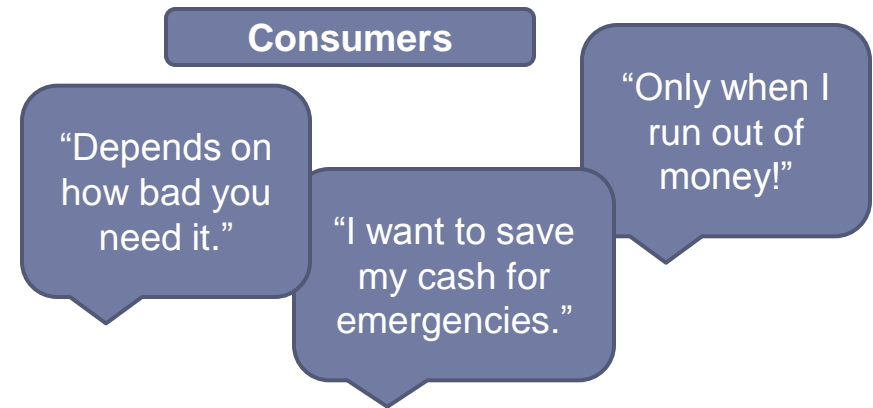 Consumers
“Depends on
how bad you
need it.”
“I want to save
my cash for
emergencies.”
“Only when I
run out of
money!”